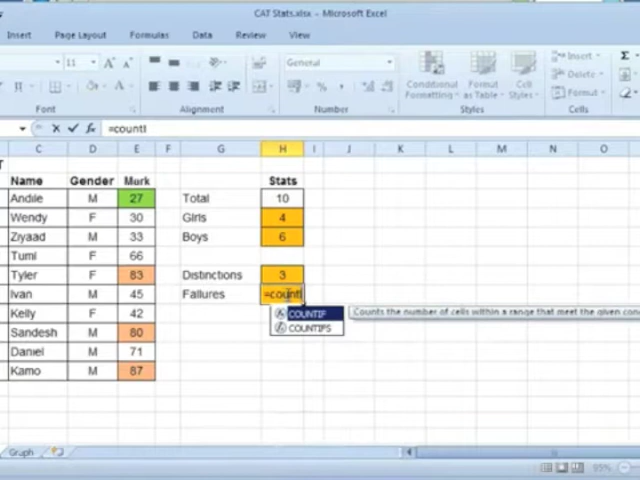 CAT Stats.xlsx - Microsoft Excel
Insert Page Layout Formulas Data Review View
11 A A General Conditional Formatting Format as Table Cell Styles Insert Delete Format
Font Alignment Number Styles Cells
=countI
C D E F G H I J K L M N O
T
Name Gender Mark Stats
Andile M 27 Total 10
Wendy F 30 Girls 4
Ziyaad M 33 Boys 6
Tumi F 66
Tyler F 83 Distinctions 3
Ivan M 45 Failures =countI
Kelly F 42 COUNTIF Counts the number of cells within a range that meet the given con
Sandesh M 80 COUNTIFS
Daniel M 71
Kamo M 87
Graph
95%